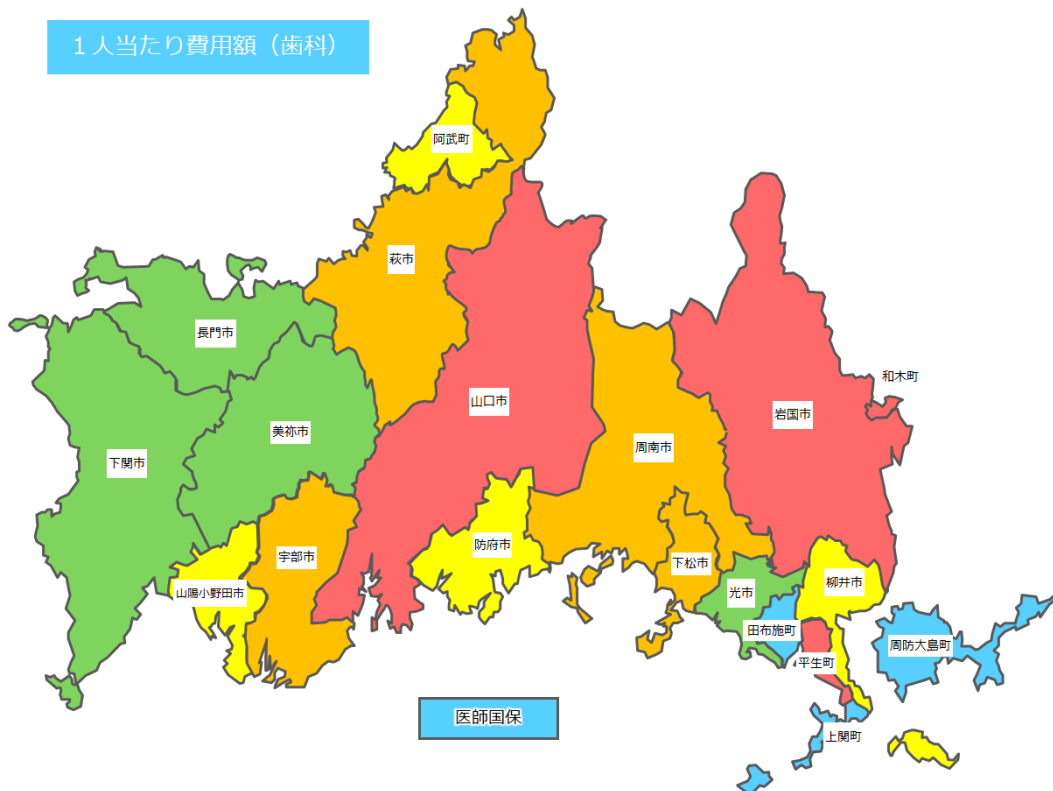 １人当たり費用額（歯科）
阿武町
萩市
長門市
和木町
山口市
岩国市
美祢市
周南市
下関市
防府市
宇部市
下松市
柳井市
光市
山陽小野田市
田布施町
周防大島町
平生町
医師国保
上関町